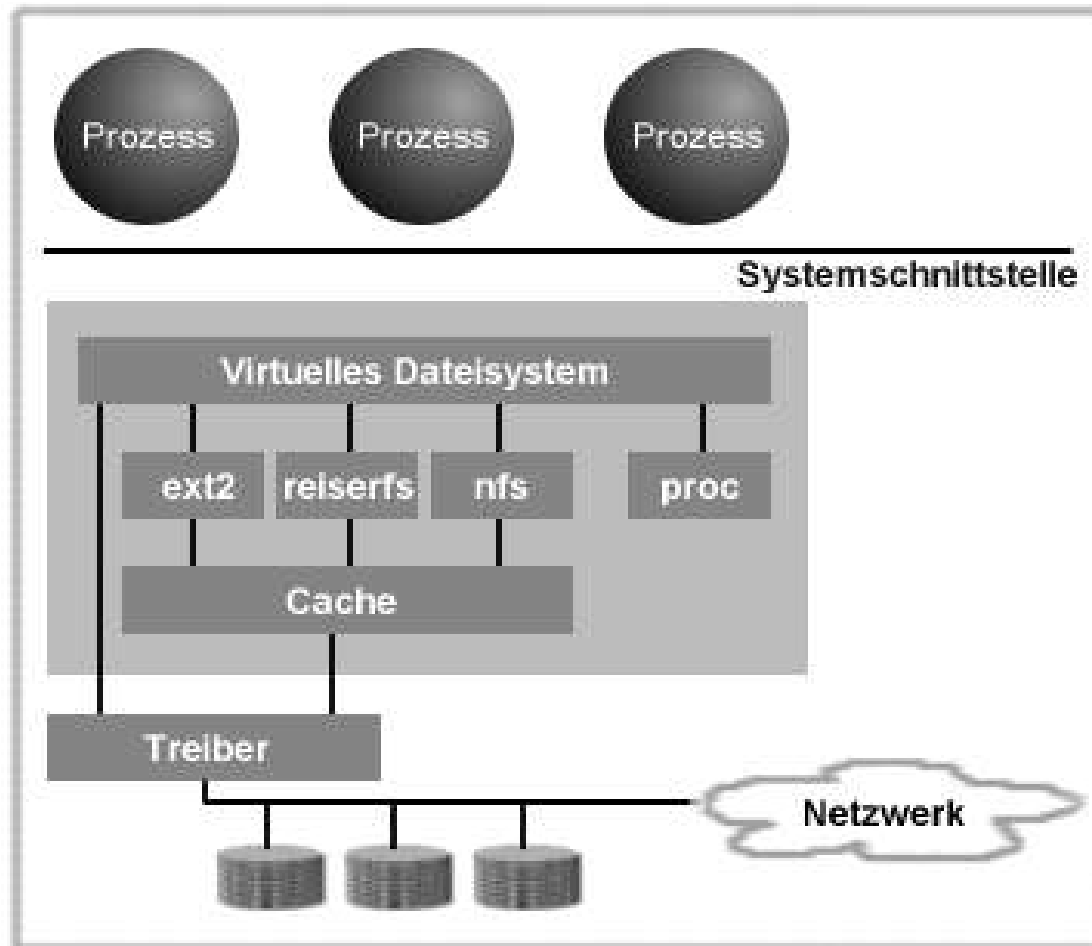 Prozess Prozess Prozess
Systemschnittstelle
Virtuelles Dateisystem
ext2 reiserfs nfs proc
Cache
Treiber
Netzwerk